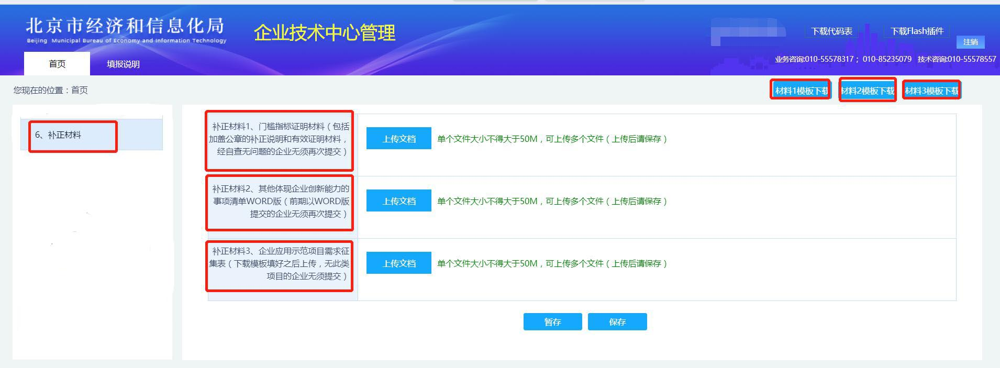 北京市经济和信息化局
Beijing Municipal Bureau of Economy and Information Technology
企业技术中心管理
下载代码表
下载Flash插件
注销
首页
填报说明
业务咨询:010-55578317； 010-85235079 技术咨询:010-55578557
您现在的位置：首页
材料1模板下载
材料2模板下载
材料3模板下载
6、补正材料
补正材料1、门槛指标证明材料（包括
加盖公章的补正说明和有效证明材料，
经自查无问题的企业无须再次提交）
上传文档
单个文件大小不得大于50M，可上传多个文件（上传后请保存）
补正材料2、其他体现企业创新能力的
事项清单WORD版（前期以WORD版
提交的企业无须再次提交）
上传文档
单个文件大小不得大于50M，可上传多个文件（上传后请保存）
补正材料3、企业应用示范项目需求征
集表（下载模板填好之后上传，无此类
项目的企业无须提交）
上传文档
单个文件大小不得大于50M，可上传多个文件（上传后请保存）
暂存
保存